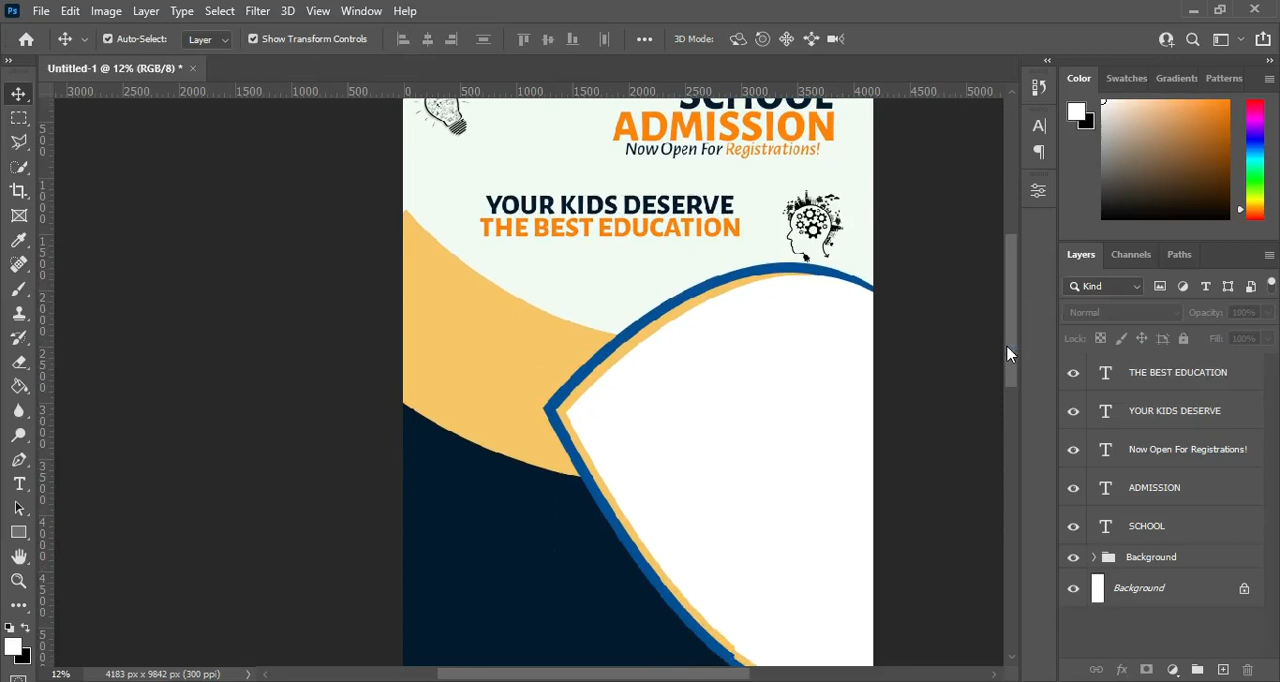 Ps File Edit Image Layer Type Select Filter 3D View Window Help
Auto-Select: Layer Show Transform Controls 3D Mode:
Untitled-1 @ 12% (RGB/8) *
3000 2500 2000 1500 1000 500 0 500 1000 1500 2000 2500 3000 3500 4000 4500 5000
SCHOOL
ADMISSION
Now Open For Registrations!
YOUR KIDS DESERVE
THE BEST EDUCATION
Color Swatches Gradients Patterns
Layers Channels Paths
Kind
Normal Opacity: 100%
Lock: Fill: 100%
THE BEST EDUCATION
YOUR KIDS DESERVE
Now Open For Registrations!
ADMISSION
SCHOOL
Background
Background
12% 4183 px x 9842 px (300 ppi)